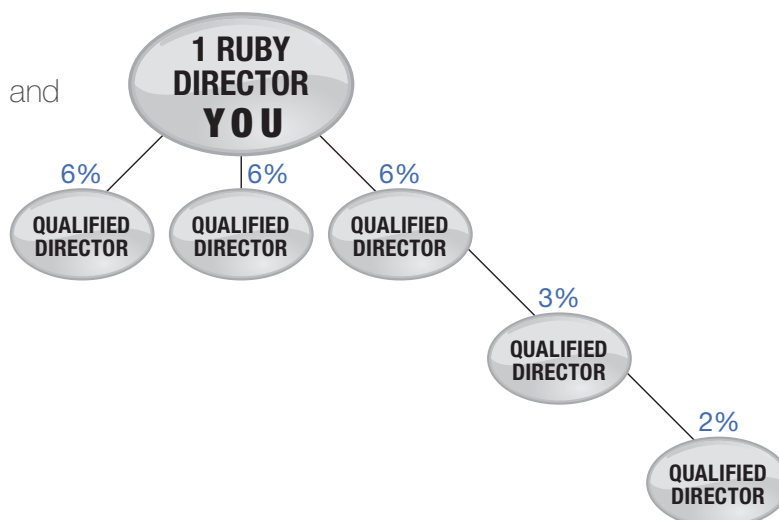 and
1 RUBY
DIRECTOR
YOU
6%
6%
6%
QUALIFIED
DIRECTOR
QUALIFIED
DIRECTOR
QUALIFIED
DIRECTOR
3%
QUALIFIED
DIRECTOR
2%
QUALIFIED
DIRECTOR